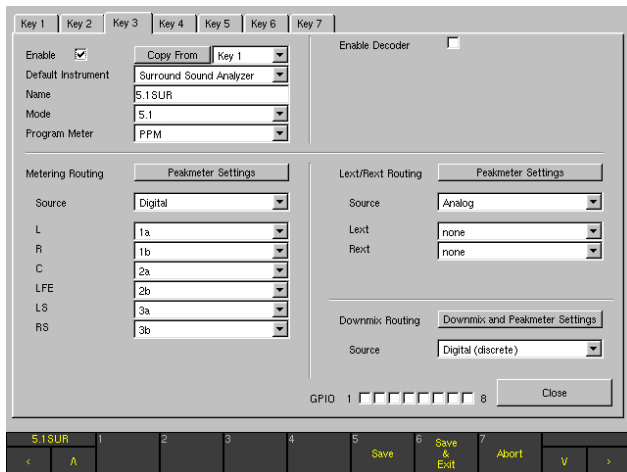 Key 1 Key 2 Key 3 Key 4 Key 5 Key 6 Key 7
Enable Copy From Key 1
Default Instrument Surround Sound Analyzer
Name 5.1SUR
Mode 5.1
Program Meter PPM
Enable Decoder
Metering Routing Peakmeter Settings
Source Digital
L 1a
R 1b
C 2a
LFE 2b
LS 3a
RS 3b
Lext/Rext Routing Peakmeter Settings
Source Analog
Lext none
Rext none
Downmix Routing Downmix and Peakmeter Settings
Source Digital (discrete)
GPIO 1 8 Close
5.1SUR 1 2 3 4 5 Save 6 Save & Exit 7 Abort
< Λ V >